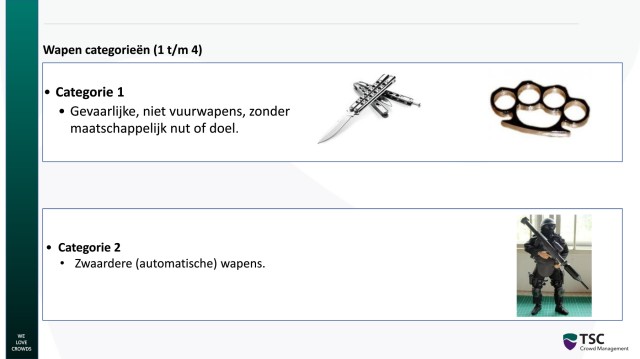 Wapen categorieën (1 t/m 4)
• Categorie 1
• Gevaarlijke, niet vuurwapens, zonder
maatschappelijk nut of doel.
• Categorie 2
• Zwaardere (automatische) wapens.
WE
LOVE
CROWDS
TSC
Crowd Management